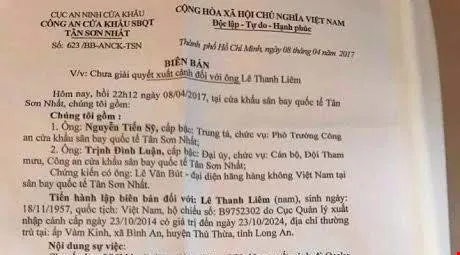 CỤC AN NINH CỬA KHẨU
CÔNG AN CỬA KHẨU SBQT
TÂN SƠN NHẤT
Số: 623 /BB-ANCK-TSN
CỘNG HÒA XÃ HỘI CHỦ NGHĨA VIỆT NAM
Độc lập - Tự do - Hạnh phúc
Thành phố Hồ Chí Minh, ngày 08 tháng 04 năm 2017
BIÊN BẢN
V/v: Chưa giải quyết xuất cảnh đối với ông Lê Thanh Liêm
Hôm nay, hồi 22h12 ngày 08/04/2017, tại cửa khẩu sân bay quốc tế Tân
Sơn Nhất, chúng tôi gồm:
Chúng tôi gồm :
1. Ông: Nguyễn Tiến Sỹ, cấp bậc: Trung tá, chức vụ: Phó Trưởng Công
an cửa khẩu sân bay quốc tế Tân Sơn Nhất;
2. Ông: Trịnh Đình Luận, cấp bậc: Đại úy, chức vụ: Cán bộ, Đội Tham
mưu, Công an cửa khẩu sân bay quốc tế Tân Sơn Nhất.
Chứng kiến có ông: Lê Văn Bút - đại diện hãng hàng không Việt Nam tại
sân bay quốc tế Tân Sơn Nhất.
Tiến hành lập biên bản đối với: Lê Thanh Liêm (nam), sinh ngày:
18/11/1957, quốc tịch: Việt Nam, hộ chiếu số: B9752302 do Cục Quản lý xuất
nhập cảnh cấp ngày 23/10/2014 có giá trị đến ngày 23/10/2024, địa chỉ thường
trú tại: ấp Vàm Kinh, xã Bình An, huyện Thủ Thừa, tỉnh Long An.
Nội dung sự việc: